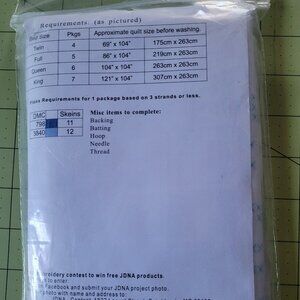 Requirements: (as pictured)
Bed Size Pkgs Approximate quilt size before washing.
Twin 4 69" x 104" 175cm x 263cm
Full 5 86" x 104" 219cm x 263cm
Queen 6 104" x 104" 263cm x 263cm
King 7 121" x 104" 307cm x 263cm
Floss Requirements for 1 package based on 3 strands or less.
DMC Skeins
798 11
3840 12
Misc items to complete:
Backing
Batting
Hoop
Needle
Thread
broidery contest to win free JDNA products.
to enter.
Facebook and submit your JDNA project photo.
photo with name and address to: